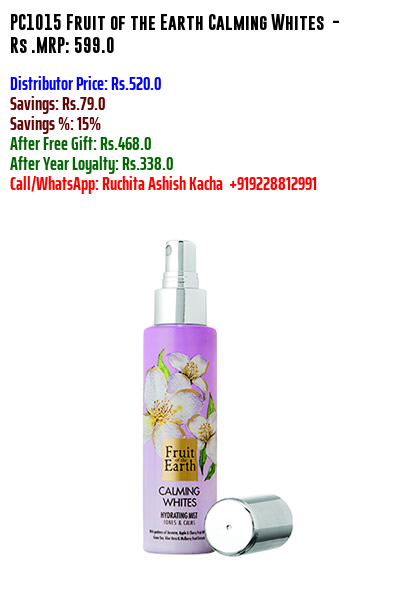 PC1015 Fruit of the Earth Calming Whites -
Rs .MRP: 599.0
Distributor Price: Rs.520.0
Savings: Rs.79.0
Savings %: 15%
After Free Gift: Rs.468.0
After Year Loyalty: Rs.338.0
Call/WhatsApp: Ruchita Ashish Kacha +919228812991
Fruit
of the
Earth
CALMING
WHITES
HYDRATING MIST
TONES & CALMS